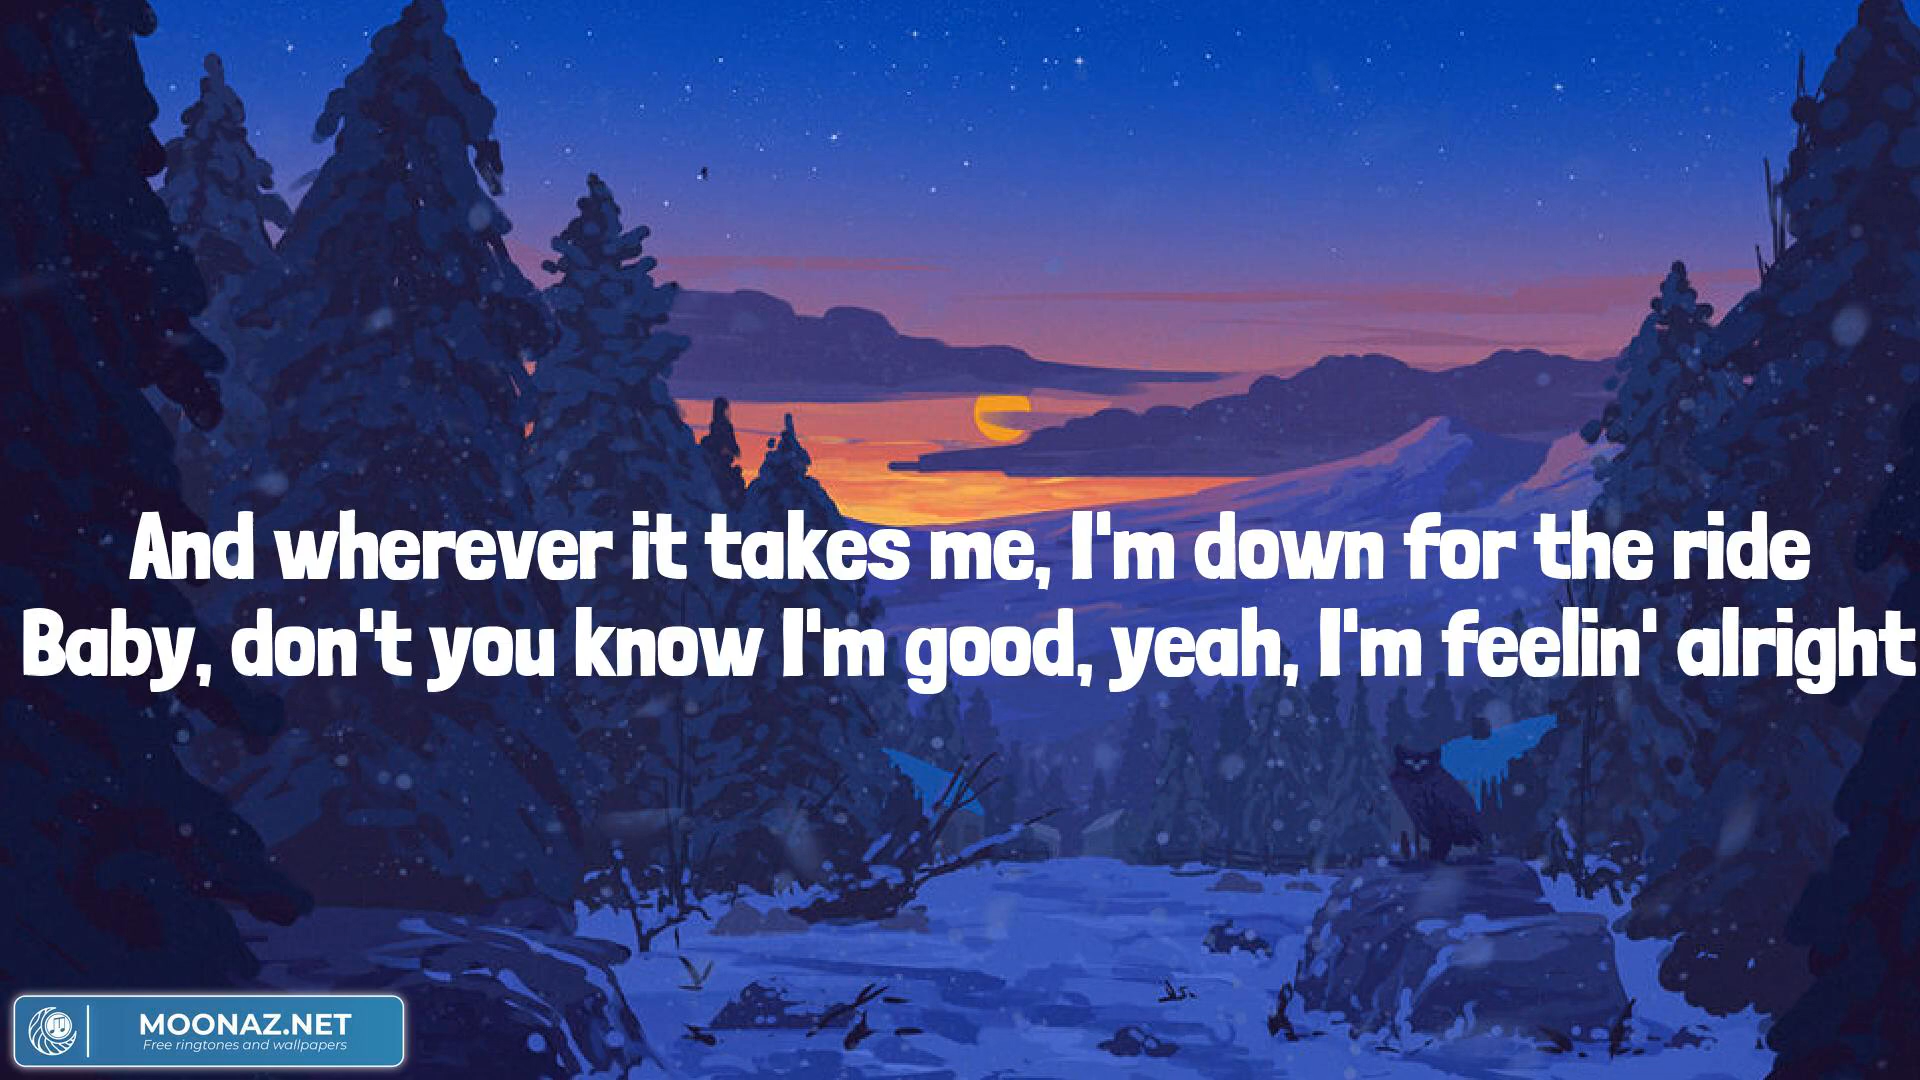 And wherever it takes me, I'm down for the ride
Baby, don't you know I'm good, yeah, I'm feelin' alright
MOONAZ.NET
Free ringtones and wallpapers